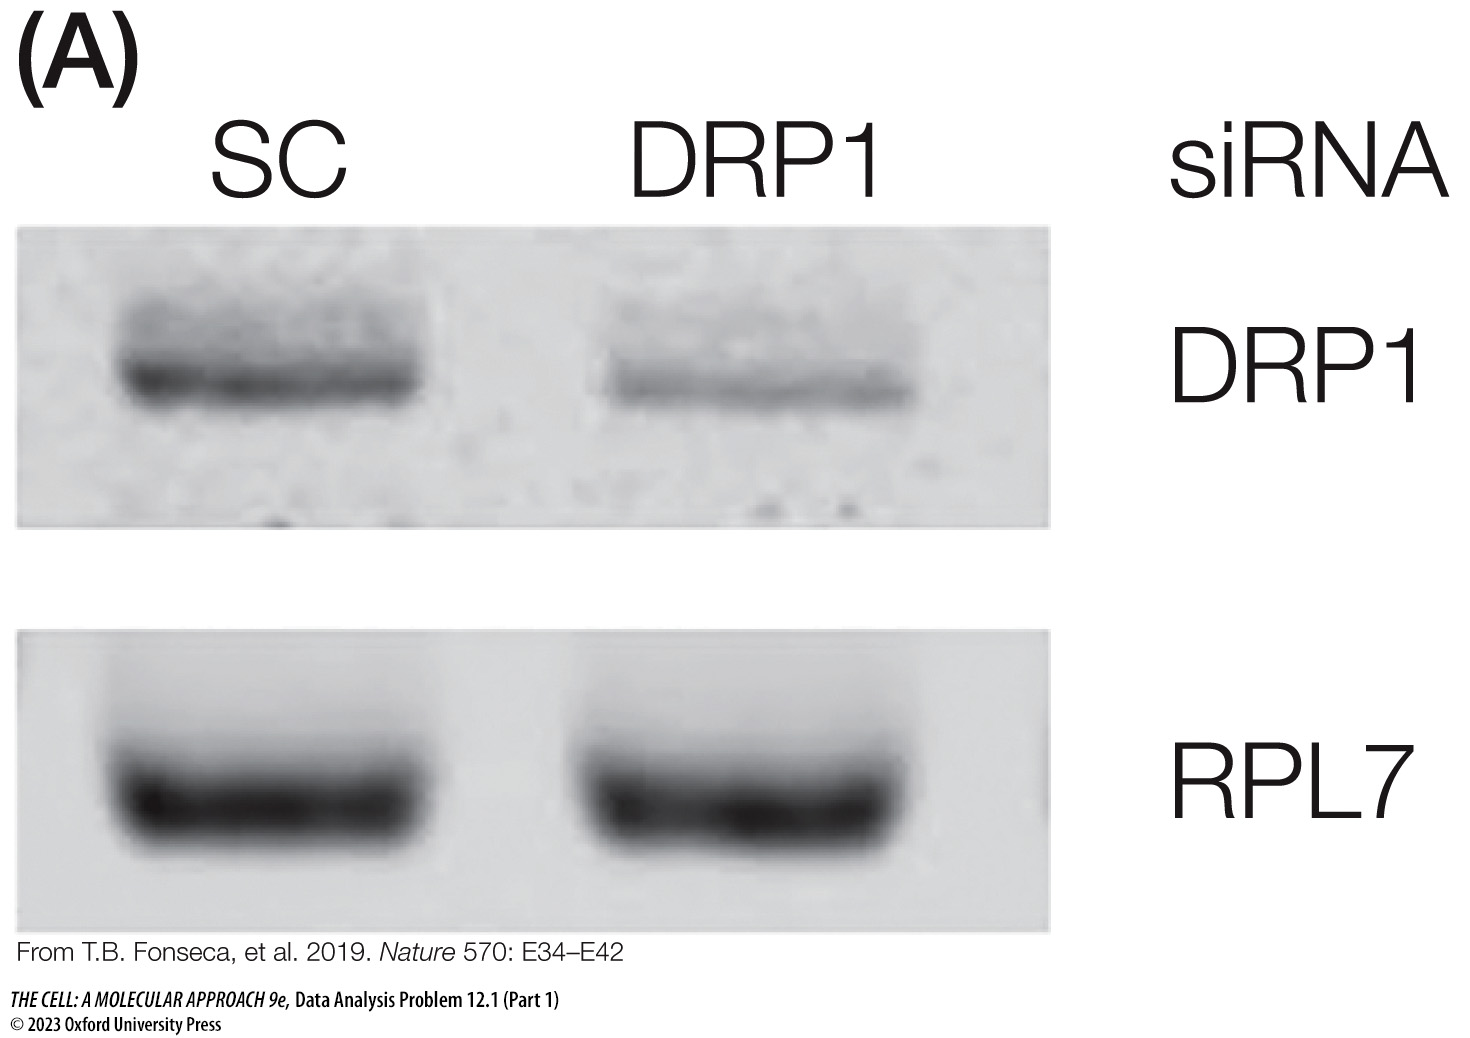 (A)
SC DRP1 siRNA
DRP1
RPL7
From T.B. Fonseca, et al. 2019. Nature 570: E34–E42
THE CELL: A MOLECULAR APPROACH 9e, Data Analysis Problem 12.1 (Part 1)
© 2023 Oxford University Press